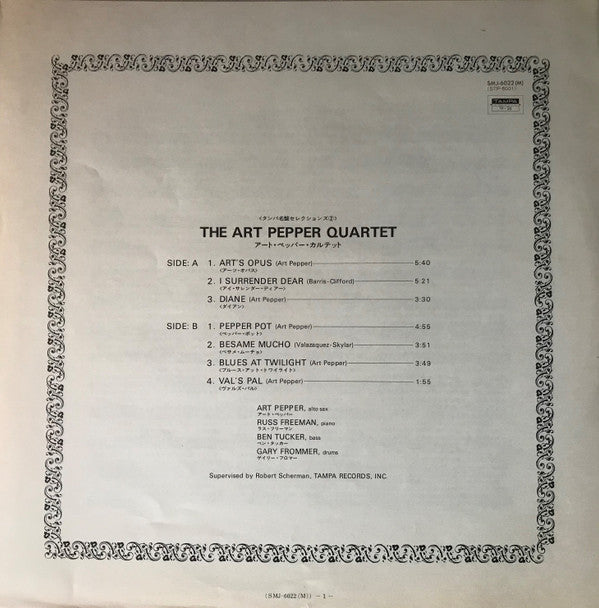 SMJ-6022(M)
(STP-6001)
TAMPA
〈タンパ名盤セレクションズ②〉
THE ART PEPPER QUARTET
アート・ペッパー・カルテット
SIDE: A 1. ART'S OPUS (Art Pepper) 5:40
〈アーツ・オパス〉
2. I SURRENDER DEAR (Barris-Clifford) 5:21
〈アイ・サレンダー・ディアー〉
3. DIANE (Art Pepper) 3:30
〈ダイアン〉
SIDE: B 1. PEPPER POT (Art Pepper) 4:55
〈ペッパー・ポット〉
2. BESAME MUCHO (Valazsquez-Skylar) 3:51
〈ベサメ・ムーチョ〉
3. BLUES AT TWILIGHT (Art Pepper) 3:49
〈ブルース・アット・トワイライト〉
4. VAL'S PAL (Art Pepper) 1:55
〈ヴァルズ・パル〉
ART PEPPER, alto sax
アート・ペッパー
RUSS FREEMAN, piano
ラス・フリーマン
BEN TUCKER, bass
ベン・タッカー
GARY FROMMER, drums
ゲイリー・フロマー
Supervised by Robert Scherman, TAMPA RECORDS, INC
(SMJ-6022(M)) -1-